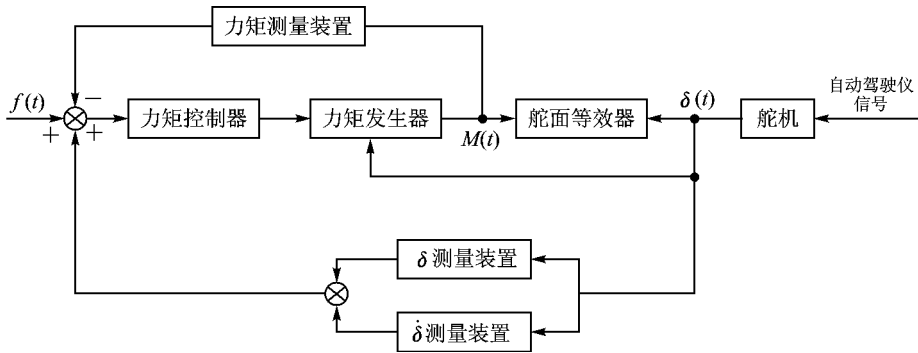 力矩测量装置
f(t)
−
+
+
力矩控制器
力矩发生器
M(t)
舵面等效器
δ(t)
舵机
自动驾驶仪
信号
δ 测量装置
δ̇ 测量装置